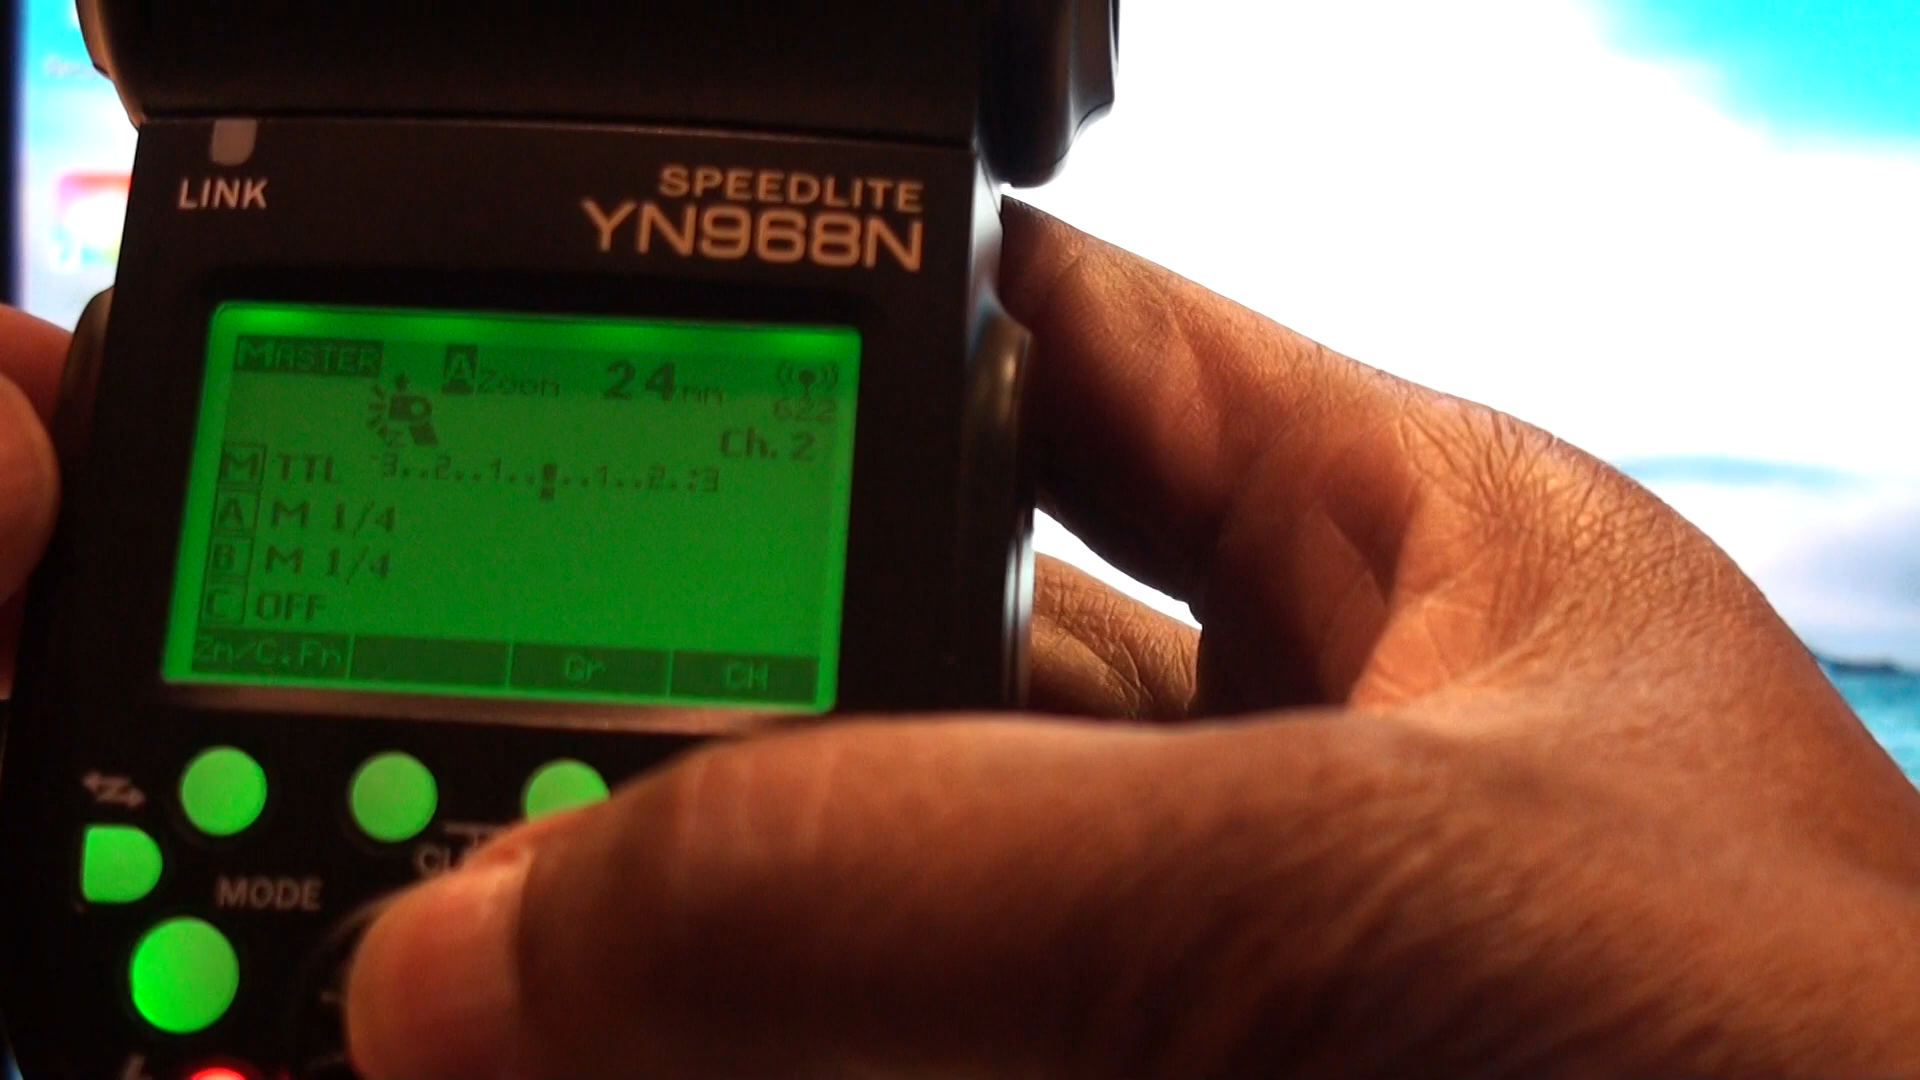 LINK
SPEEDLITE
YN968N
MASTER A Zoom 24mm
622
Ch. 2
M TTL -3..2..1..0..1..2..:3
A M 1/4
B M 1/4
C OFF
Zm/C.Fn Gr CH
MODE